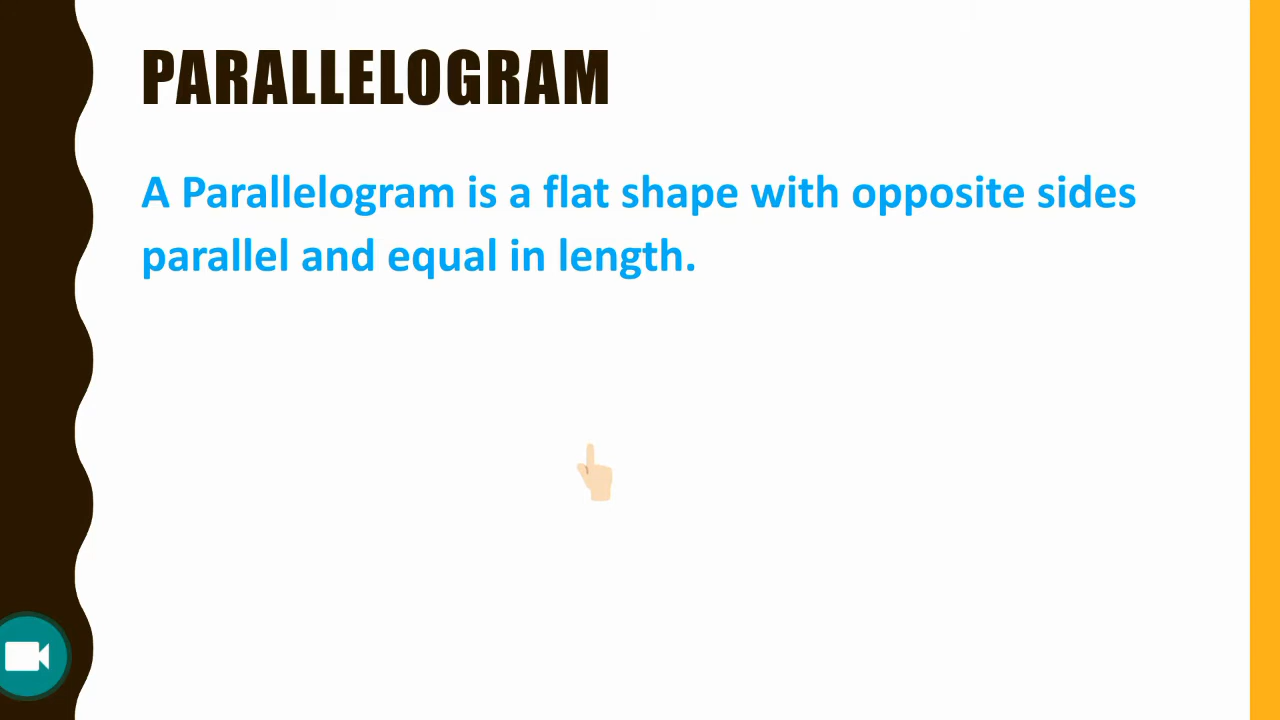 PARALLELOGRAM
A Parallelogram is a flat shape with opposite sides
parallel and equal in length.